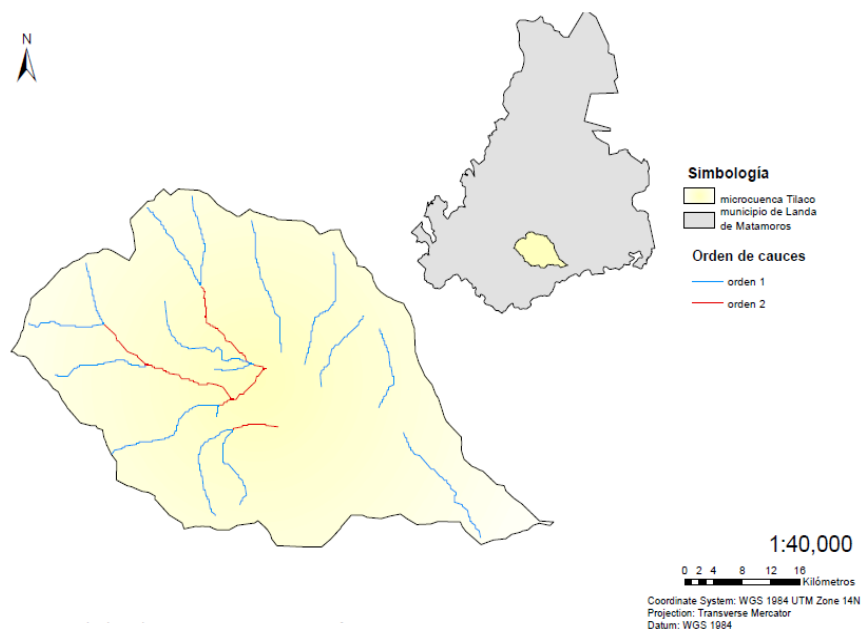 N
Simbología
microcuenca Tilaco
municipio de Landa
de Matamoros
Orden de cauces
orden 1
orden 2
1:40,000
0 2 4 8 12 16
Kilómetros
Coordinate System: WGS 1984 UTM Zone 14N
Projection: Transverse Mercator
Datum: WGS 1984